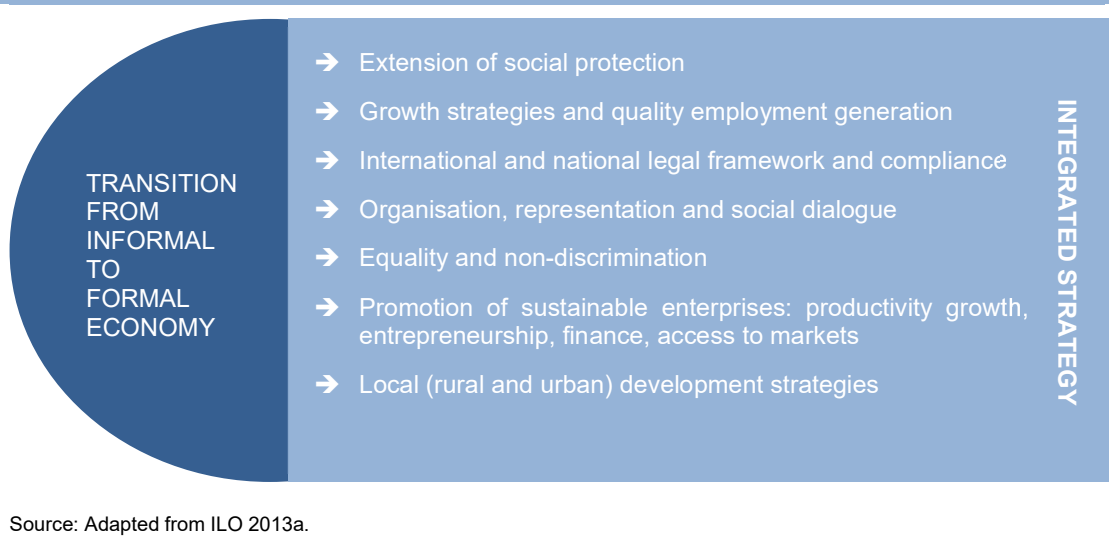 TRANSITION
FROM
INFORMAL
TO
FORMAL
ECONOMY
➔ Extension of social protection
➔ Growth strategies and quality employment generation
➔ International and national legal framework and compliance
➔ Organisation, representation and social dialogue
➔ Equality and non-discrimination
➔ Promotion of sustainable enterprises: productivity growth,
entrepreneurship, finance, access to markets
➔ Local (rural and urban) development strategies
INTEGRATED STRATEGY
Source: Adapted from ILO 2013a.